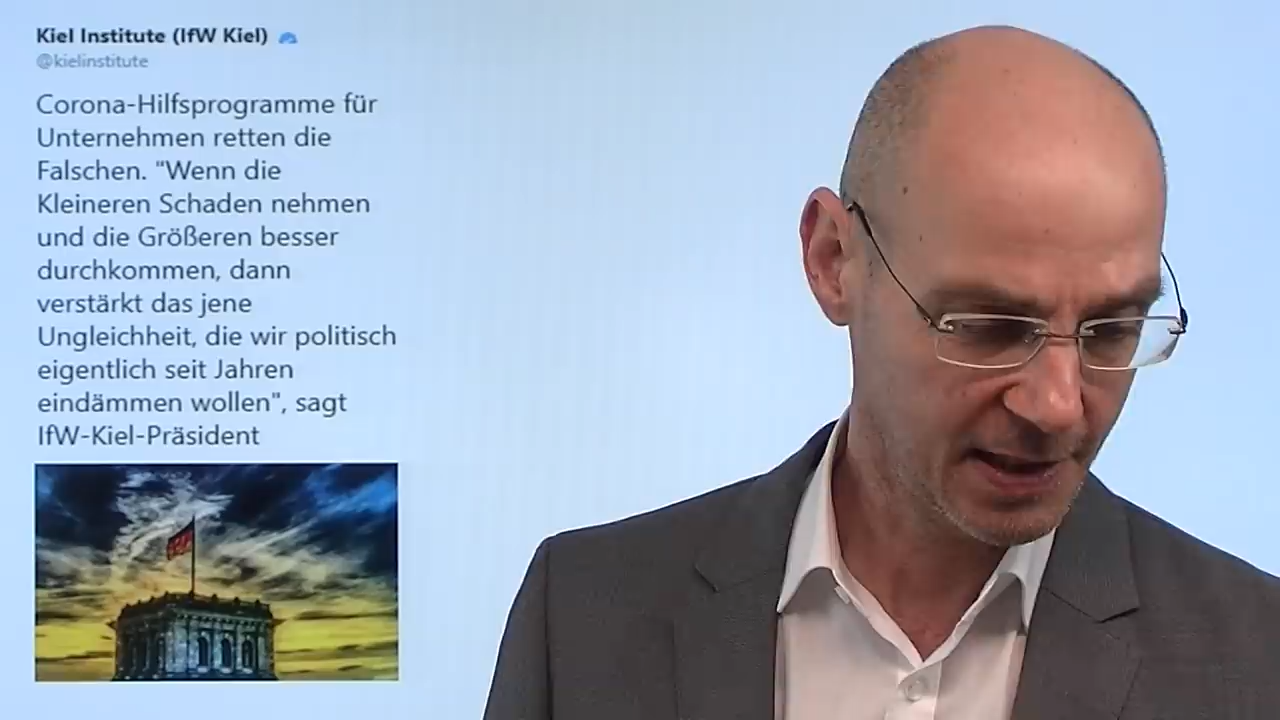 Kiel Institute (IfW Kiel)
@kielinstitute
Corona-Hilfsprogramme für
Unternehmen retten die
Falschen. "Wenn die
Kleineren Schaden nehmen
und die Größeren besser
durchkommen, dann
verstärkt das jene
Ungleichheit, die wir politisch
eigentlich seit Jahren
eindämmen wollen", sagt
IfW-Kiel-Präsident